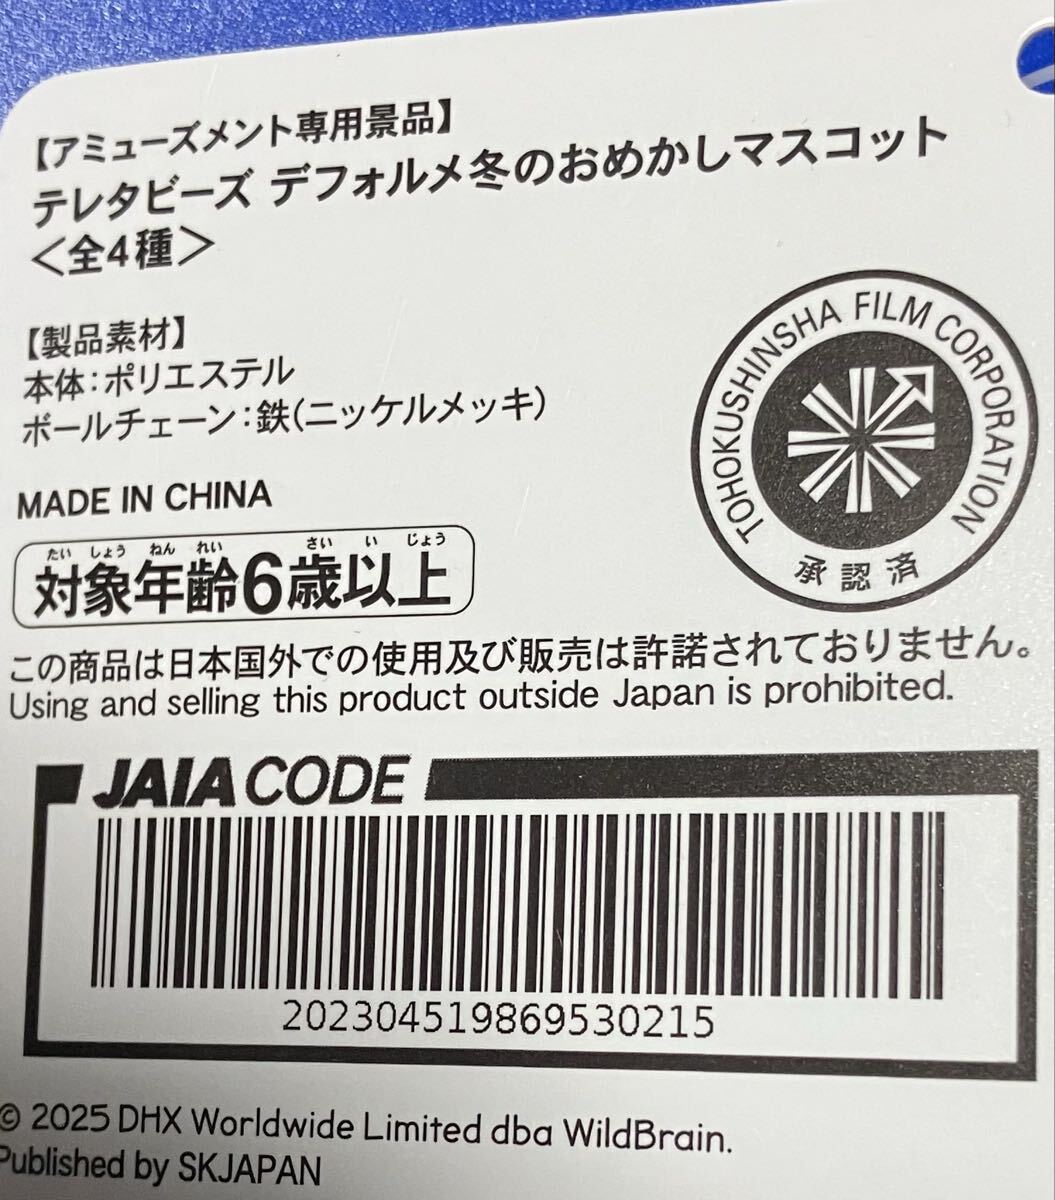 【アミューズメント専用景品】
テレタビーズ デフォルメ冬のおめかしマスコット
＜全4種＞
【製品素材】
本体：ポリエステル
ボールチェーン：鉄(ニッケルメッキ)
MADE IN CHINA
TOHOKUSHINSHA FILM CORPORATION
承認済
たい しょう ねん れい さい い じょう
対象年齢6歳以上
この商品は日本国外での使用及び販売は許諾されておりません。
Using and selling this product outside Japan is prohibited.
JAIA CODE
202304519869530215
© 2025 DHX Worldwide Limited dba WildBrain.
Published by SKJAPAN